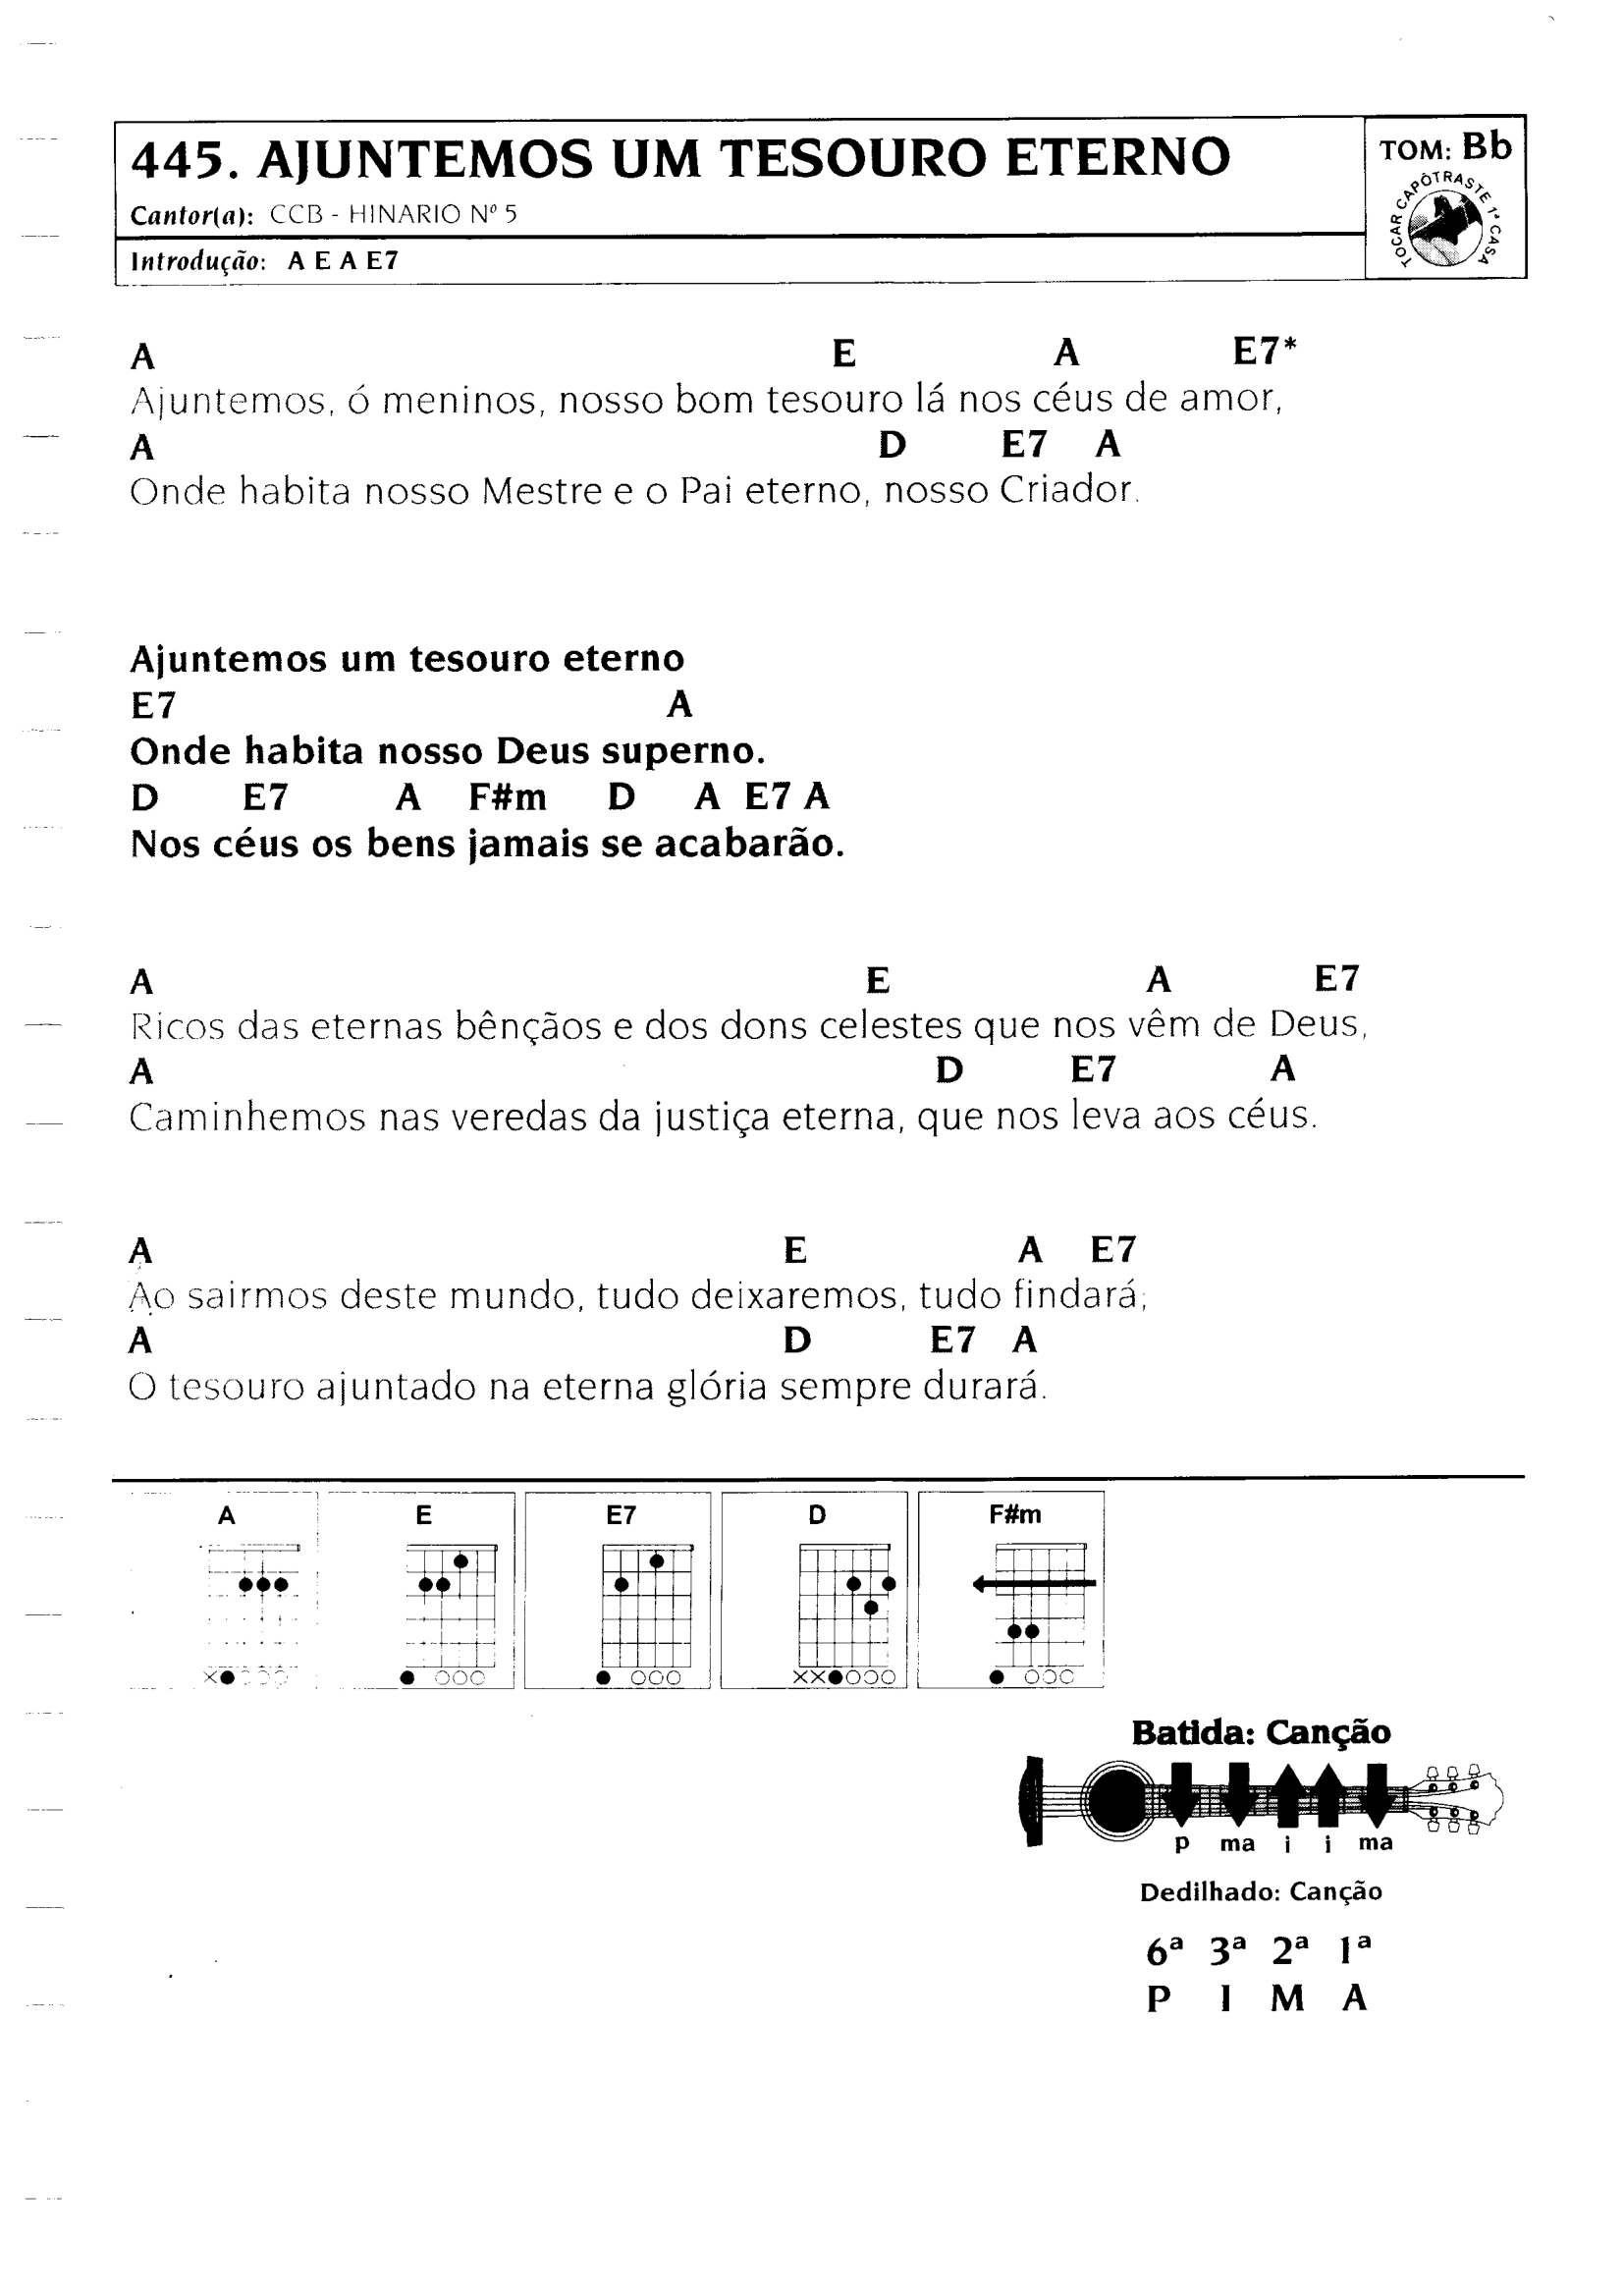 445. AJUNTEMOS UM TESOURO ETERNO
Cantor(a): CCB - HINARIO Nº 5
Introdução: A E A E7
TOM: Bb
TOCAR CAPÔTRASTE 1ª CASA
A E A E7*
Ajuntemos, ó meninos, nosso bom tesouro lá nos céus de amor,
A D E7 A
Onde habita nosso Mestre e o Pai eterno, nosso Criador.
Ajuntemos um tesouro eterno
E7 A
Onde habita nosso Deus superno.
D E7 A F#m D A E7 A
Nos céus os bens jamais se acabarão.
A E A E7
Ricos das eternas bênçãos e dos dons celestes que nos vêm de Deus,
A D E7 A
Caminhemos nas veredas da justiça eterna, que nos leva aos céus.
A E A E7
Ao sairmos deste mundo, tudo deixaremos, tudo findará;
A D E7 A
O tesouro ajuntado na eterna glória sempre durará.
A E E7 D F#m
Batida: Canção
p ma i i ma
Dedilhado: Canção
6ª 3ª 2ª 1ª
P I M A